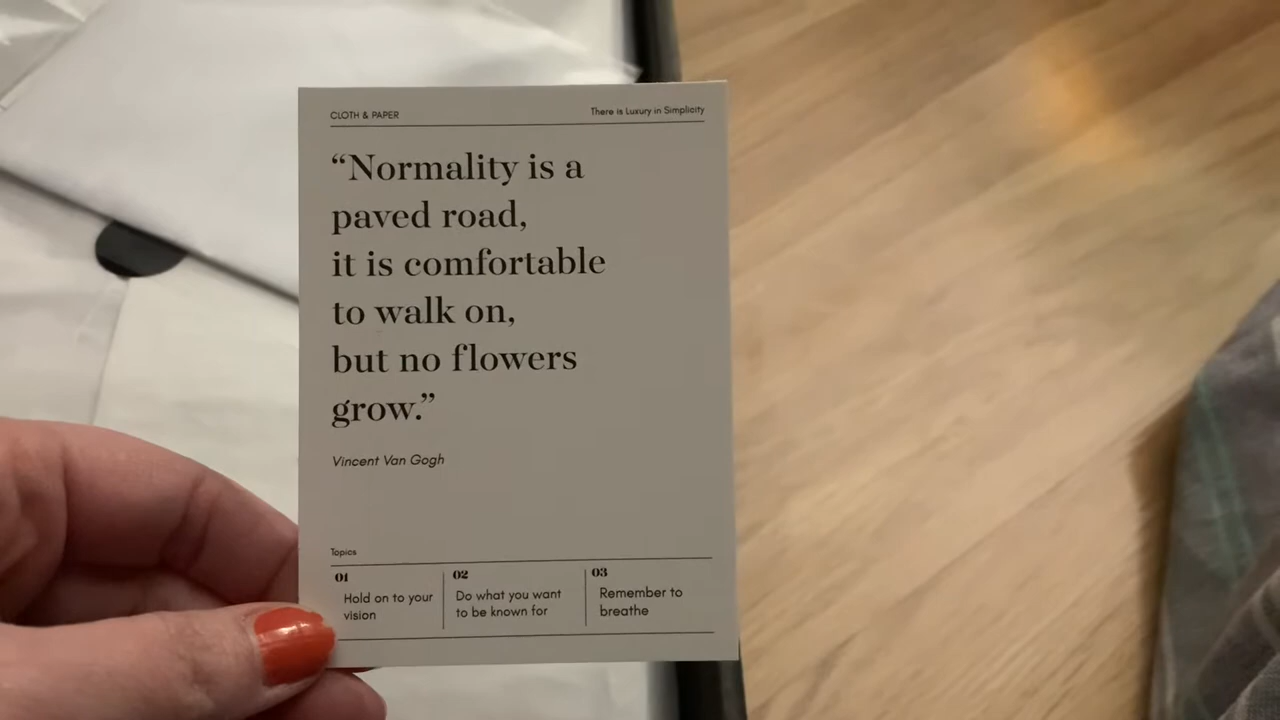 CLOTH & PAPER
There is Luxury in Simplicity
“Normality is a
paved road,
it is comfortable
to walk on,
but no flowers
grow.”
Vincent Van Gogh
Topics
01
Hold on to your
vision
02
Do what you want
to be known for
03
Remember to
breathe